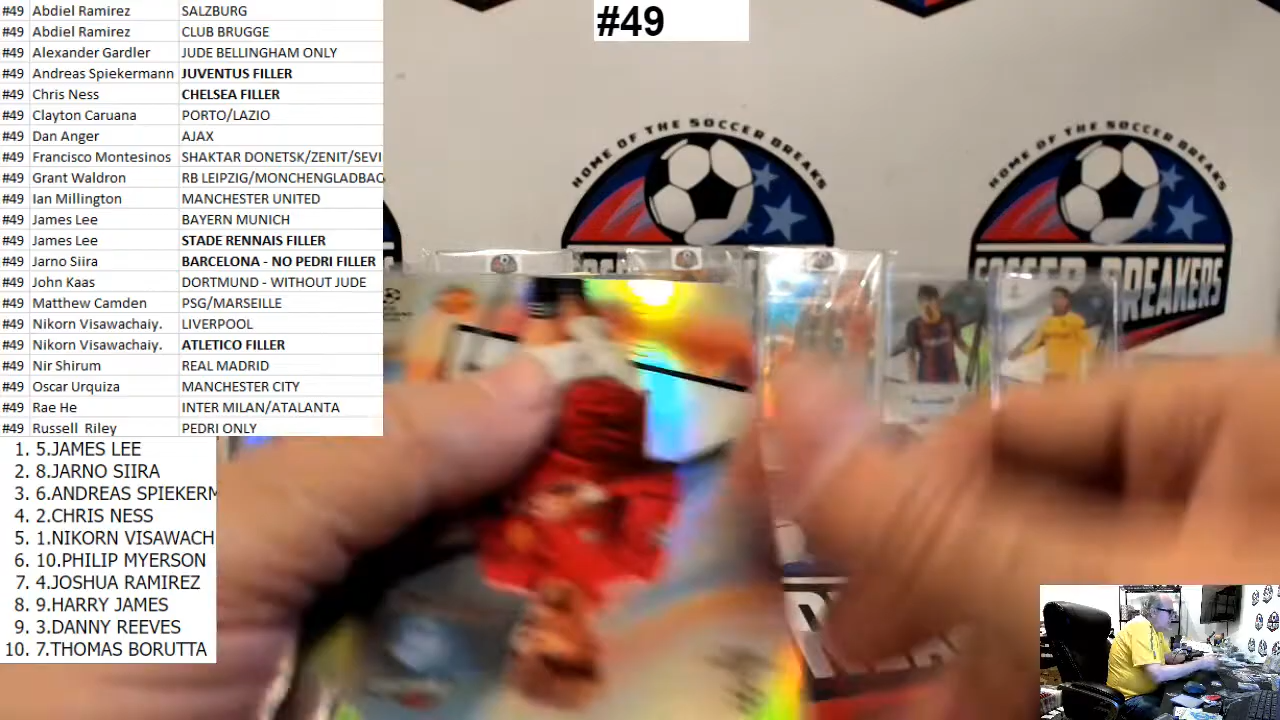 #49 Abdiel Ramirez SALZBURG
#49 Abdiel Ramirez CLUB BRUGGE
#49 Alexander Gardler JUDE BELLINGHAM ONLY
#49 Andreas Spiekermann JUVENTUS FILLER
#49 Chris Ness CHELSEA FILLER
#49 Clayton Caruana PORTO/LAZIO
#49 Dan Anger AJAX
#49 Francisco Montesinos SHAKTAR DONETSK/ZENIT/SEVI
#49 Grant Waldron RB LEIPZIG/MONCHENGLADBAG
#49 Ian Millington MANCHESTER UNITED
#49 James Lee BAYERN MUNICH
#49 James Lee STADE RENNAIS FILLER
#49 Jarno Siira BARCELONA - NO PEDRI FILLER
#49 John Kaas DORTMUND - WITHOUT JUDE
#49 Matthew Camden PSG/MARSEILLE
#49 Nikorn Visawachaiy. LIVERPOOL
#49 Nikorn Visawachaiy. ATLETICO FILLER
#49 Nir Shirum REAL MADRID
#49 Oscar Urquiza MANCHESTER CITY
#49 Rae He INTER MILAN/ATALANTA
#49 Russell Riley PEDRI ONLY
1. 5.JAMES LEE
2. 8.JARNO SIIRA
3. 6.ANDREAS SPIEKERM
4. 2.CHRIS NESS
5. 1.NIKORN VISAWACH
6. 10.PHILIP MYERSON
7. 4.JOSHUA RAMIREZ
8. 9.HARRY JAMES
9. 3.DANNY REEVES
10. 7.THOMAS BORUTTA
#49
HOME OF THE SOCCER BREAKS
HOME OF THE SOCCER BREAKS
SOCCER BREAKERS